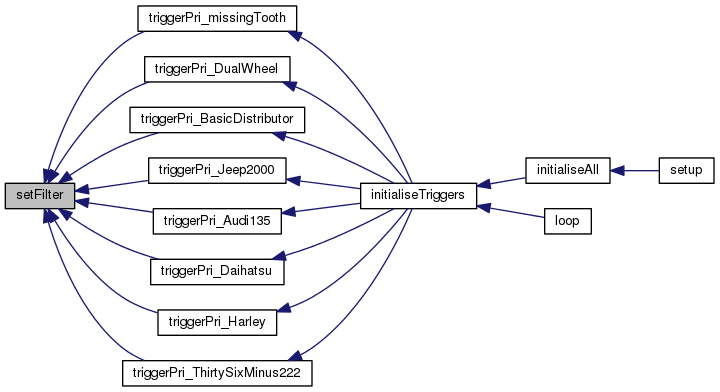 triggerPri_missingTooth
triggerPri_DualWheel
triggerPri_BasicDistributor
triggerPri_Jeep2000
initialiseAll
setup
setFilter
initialiseTriggers
triggerPri_Audi135
loop
triggerPri_Daihatsu
triggerPri_Harley
triggerPri_ThirtySixMinus222